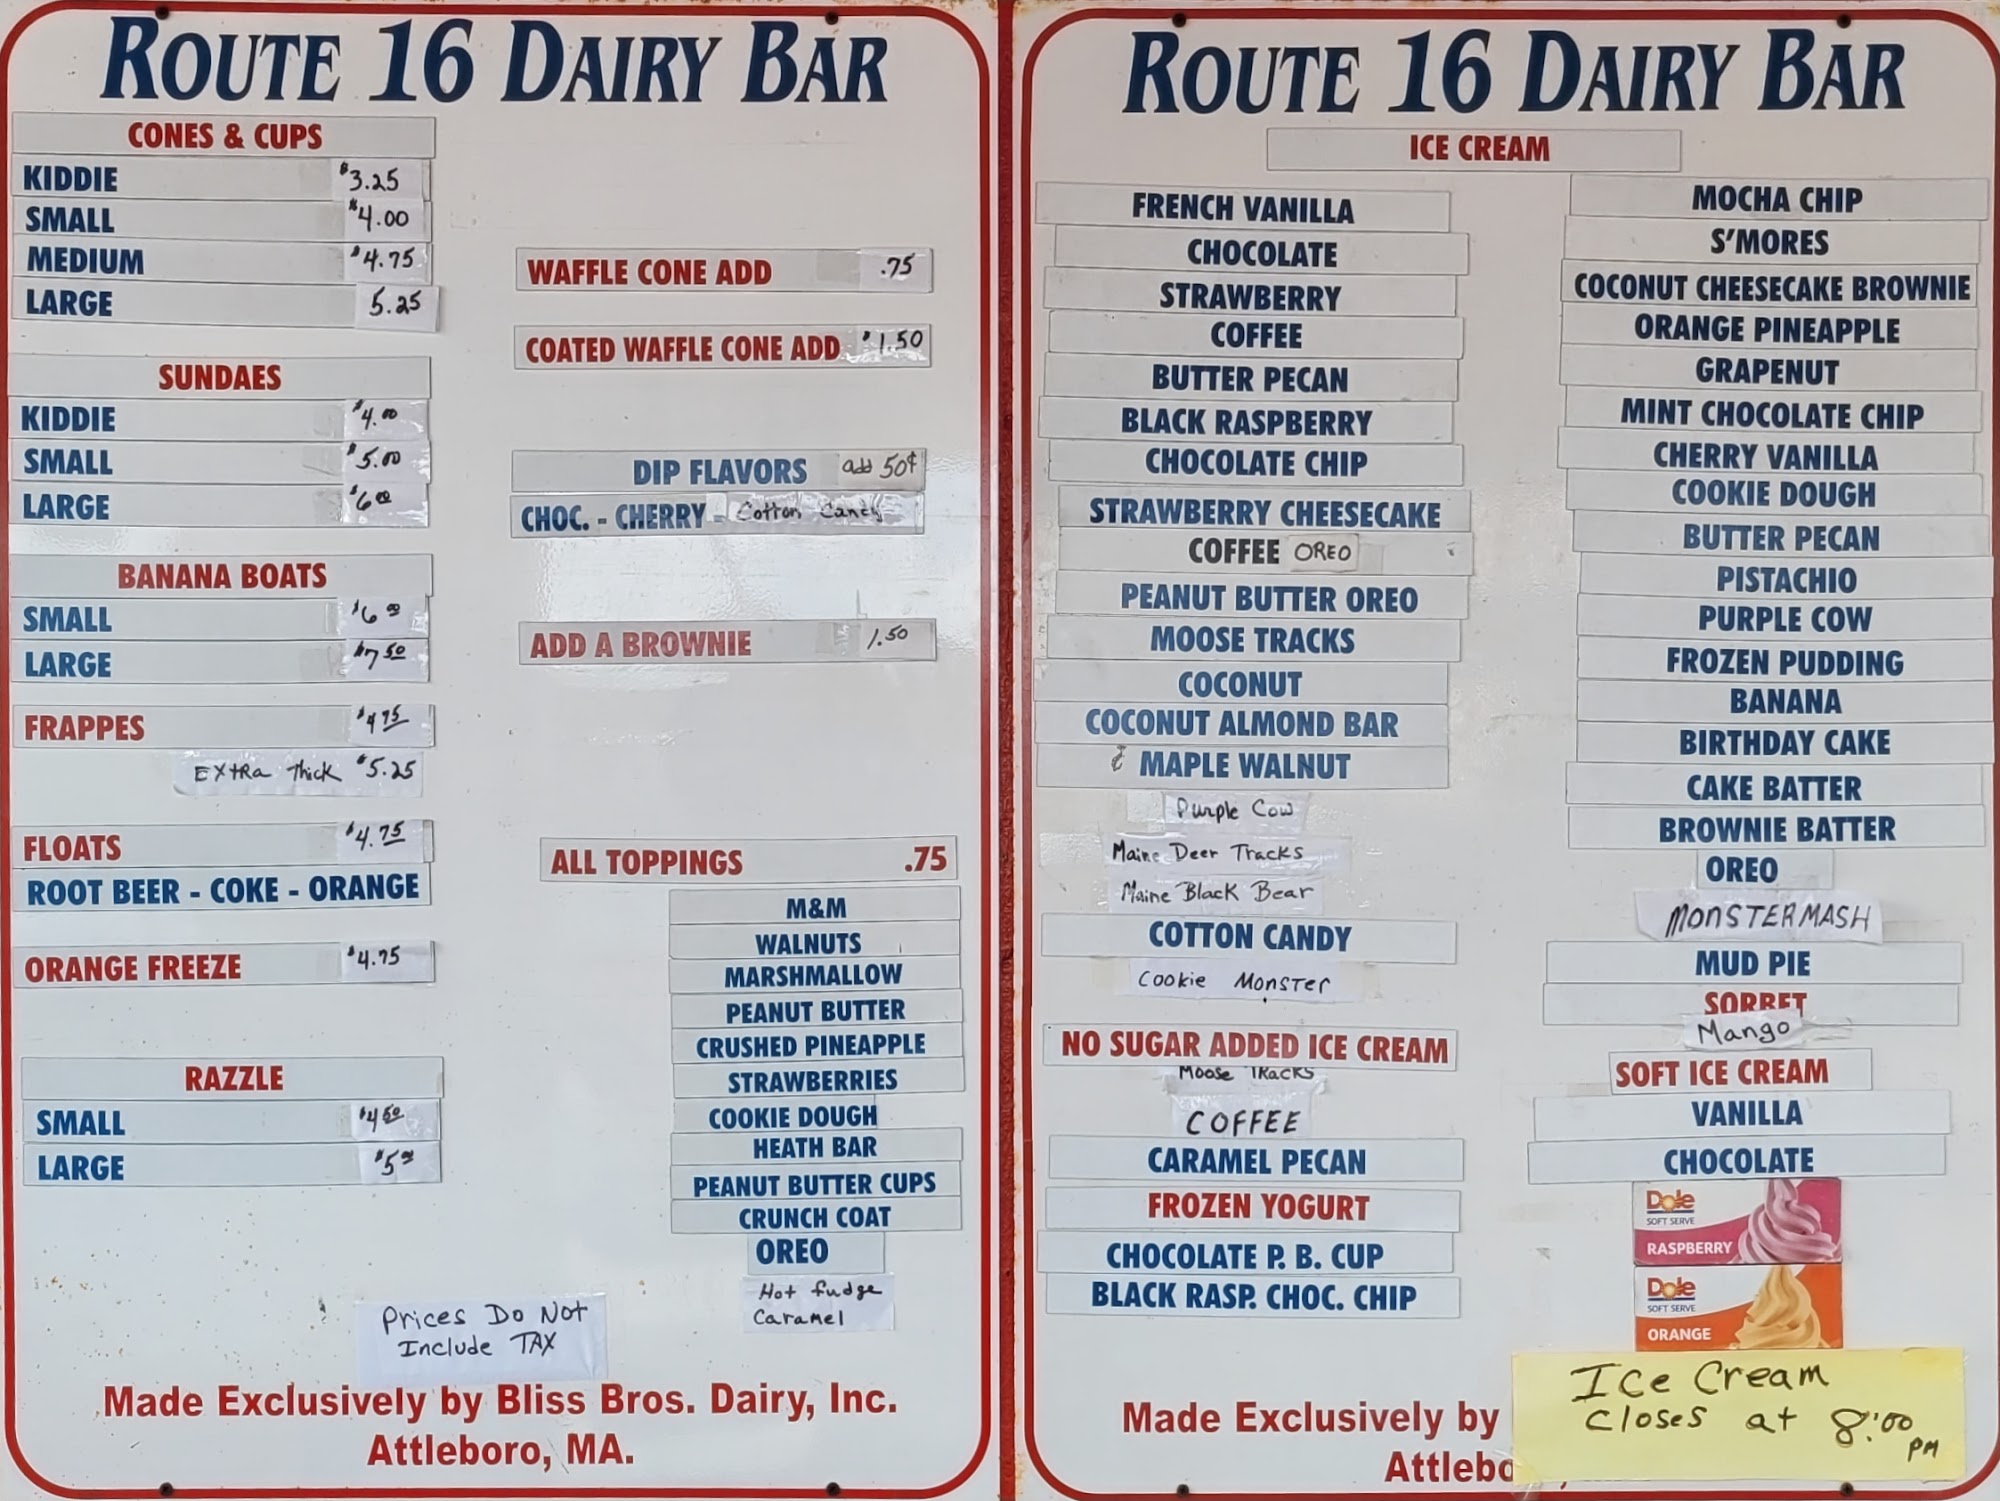 ROUTE 16 DAIRY BAR
CONES & CUPS
KIDDIE $3.25
SMALL $4.00
MEDIUM $4.75
LARGE 5.25
SUNDAES
KIDDIE $4.00
SMALL $5.00
LARGE $6.00
BANANA BOATS
SMALL $6.00
LARGE $7.50
FRAPPES $4.75
EXTRA Thick $5.25
FLOATS $4.75
ROOT BEER - COKE - ORANGE
ORANGE FREEZE $4.75
RAZZLE
SMALL $4.50
LARGE $5.00
WAFFLE CONE ADD .75
COATED WAFFLE CONE ADD $1.50
DIP FLAVORS add 50¢
CHOC. - CHERRY - Cotton Candy
ADD A BROWNIE 1.50
ALL TOPPINGS .75
M&M
WALNUTS
MARSHMALLOW
PEANUT BUTTER
CRUSHED PINEAPPLE
STRAWBERRIES
COOKIE DOUGH
HEATH BAR
PEANUT BUTTER CUPS
CRUNCH COAT
OREO
Hot fudge
Caramel
Prices Do Not
Include TAX
Made Exclusively by Bliss Bros. Dairy, Inc.
Attleboro, MA.
ROUTE 16 DAIRY BAR
ICE CREAM
FRENCH VANILLA
CHOCOLATE
STRAWBERRY
COFFEE
BUTTER PECAN
BLACK RASPBERRY
CHOCOLATE CHIP
STRAWBERRY CHEESECAKE
COFFEE OREO
PEANUT BUTTER OREO
MOOSE TRACKS
COCONUT
COCONUT ALMOND BAR
MAPLE WALNUT
Purple Cow
Maine Deer Tracks
Maine Black Bear
COTTON CANDY
Cookie Monster
NO SUGAR ADDED ICE CREAM
Moose TRacks
COFFEE
CARAMEL PECAN
FROZEN YOGURT
CHOCOLATE P. B. CUP
BLACK RASP. CHOC. CHIP
MOCHA CHIP
S'MORES
COCONUT CHEESECAKE BROWNIE
ORANGE PINEAPPLE
GRAPENUT
MINT CHOCOLATE CHIP
CHERRY VANILLA
COOKIE DOUGH
BUTTER PECAN
PISTACHIO
PURPLE COW
FROZEN PUDDING
BANANA
BIRTHDAY CAKE
CAKE BATTER
BROWNIE BATTER
OREO
MONSTERMASH
MUD PIE
SORBET
Mango
SOFT ICE CREAM
VANILLA
CHOCOLATE
Dole
SOFT SERVE
RASPBERRY
Dole
SOFT SERVE
ORANGE
Ice Cream
closes at 8:00
PM
Made Exclusively by
Attlebo